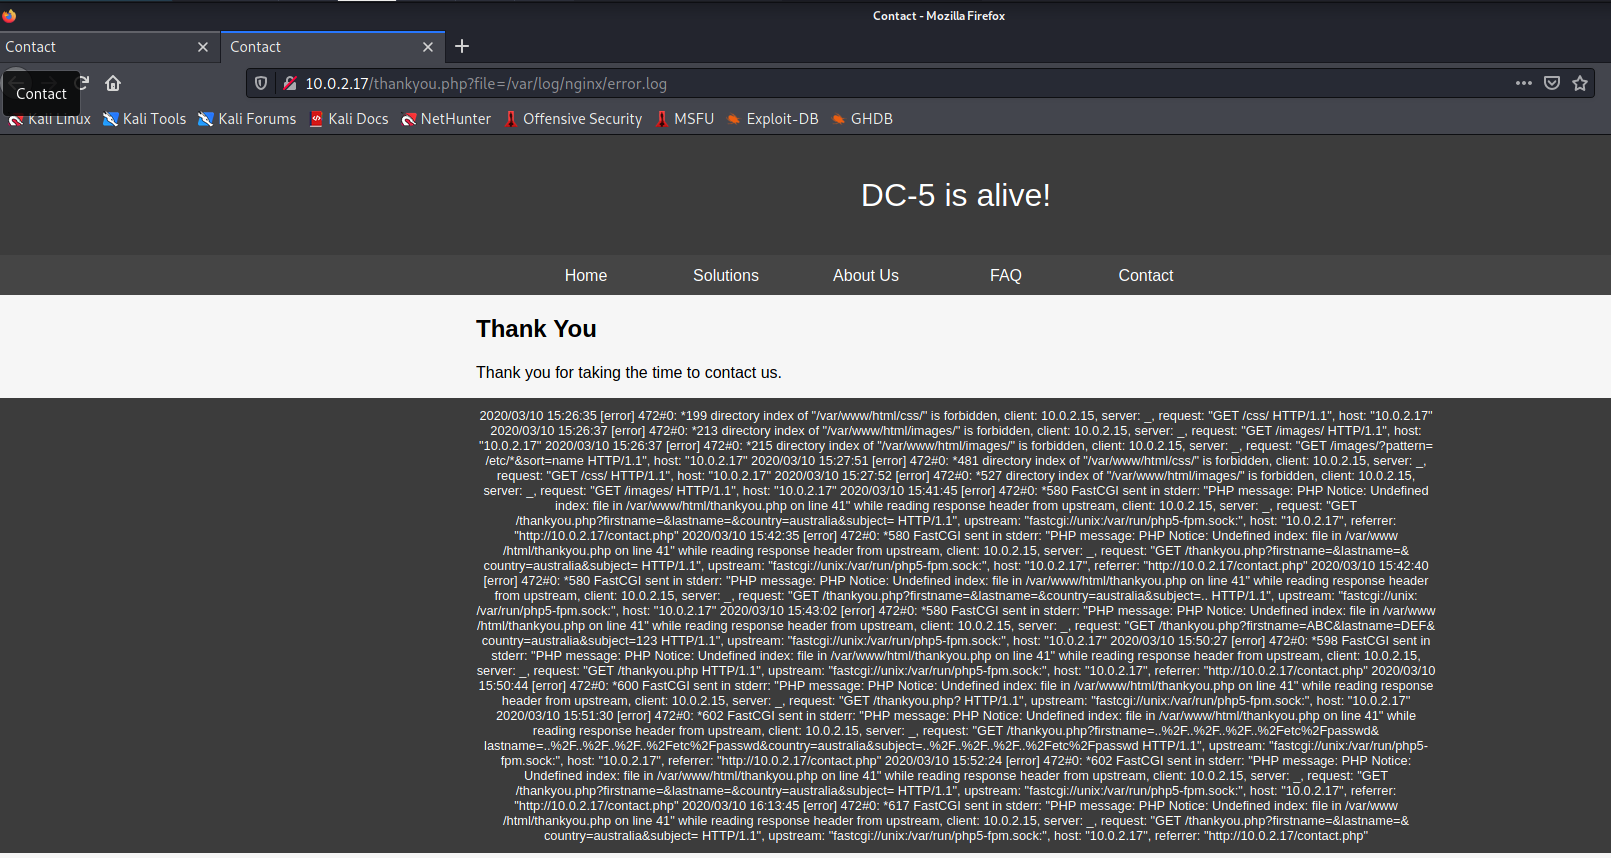 Contact - Mozilla Firefox
Contact
Contact
10.0.2.17/thankyou.php?file=/var/log/nginx/error.log
Contact
Kali Linux
Kali Tools
Kali Forums
Kali Docs
NetHunter
Offensive Security
MSFU
Exploit-DB
GHDB
DC-5 is alive!
Home
Solutions
About Us
FAQ
Contact
Thank You
Thank you for taking the time to contact us.
2020/03/10 15:26:35 [error] 472#0: *199 directory index of "/var/www/html/css/" is forbidden, client: 10.0.2.15, server: _, request: "GET /css/ HTTP/1.1", host: "10.0.2.17"
2020/03/10 15:26:37 [error] 472#0: *213 directory index of "/var/www/html/images/" is forbidden, client: 10.0.2.15, server: _, request: "GET /images/ HTTP/1.1", host:
"10.0.2.17" 2020/03/10 15:26:37 [error] 472#0: *215 directory index of "/var/www/html/images/" is forbidden, client: 10.0.2.15, server: _, request: "GET /images/?pattern=
/etc/*&sort=name HTTP/1.1", host: "10.0.2.17" 2020/03/10 15:27:51 [error] 472#0: *481 directory index of "/var/www/html/css/" is forbidden, client: 10.0.2.15, server: _,
request: "GET /css/ HTTP/1.1", host: "10.0.2.17" 2020/03/10 15:27:52 [error] 472#0: *527 directory index of "/var/www/html/images/" is forbidden, client: 10.0.2.15,
server: _, request: "GET /images/ HTTP/1.1", host: "10.0.2.17" 2020/03/10 15:41:45 [error] 472#0: *580 FastCGI sent in stderr: "PHP message: PHP Notice: Undefined
index: file in /var/www/html/thankyou.php on line 41" while reading response header from upstream, client: 10.0.2.15, server: _, request: "GET
/thankyou.php?firstname=&lastname=&country=australia&subject= HTTP/1.1", upstream: "fastcgi://unix:/var/run/php5-fpm.sock:", host: "10.0.2.17", referrer:
"http://10.0.2.17/contact.php" 2020/03/10 15:42:35 [error] 472#0: *580 FastCGI sent in stderr: "PHP message: PHP Notice: Undefined index: file in /var/www
/html/thankyou.php on line 41" while reading response header from upstream, client: 10.0.2.15, server: _, request: "GET /thankyou.php?firstname=&lastname=&
country=australia&subject= HTTP/1.1", upstream: "fastcgi://unix:/var/run/php5-fpm.sock:", host: "10.0.2.17", referrer: "http://10.0.2.17/contact.php" 2020/03/10 15:42:40
[error] 472#0: *580 FastCGI sent in stderr: "PHP message: PHP Notice: Undefined index: file in /var/www/html/thankyou.php on line 41" while reading response header
from upstream, client: 10.0.2.15, server: _, request: "GET /thankyou.php?firstname=&lastname=&country=australia&subject=.. HTTP/1.1", upstream: "fastcgi://unix:
/var/run/php5-fpm.sock:", host: "10.0.2.17" 2020/03/10 15:43:02 [error] 472#0: *580 FastCGI sent in stderr: "PHP message: PHP Notice: Undefined index: file in /var/www
/html/thankyou.php on line 41" while reading response header from upstream, client: 10.0.2.15, server: _, request: "GET /thankyou.php?firstname=ABC&lastname=DEF&
country=australia&subject=123 HTTP/1.1", upstream: "fastcgi://unix:/var/run/php5-fpm.sock:", host: "10.0.2.17" 2020/03/10 15:50:27 [error] 472#0: *598 FastCGI sent in
stderr: "PHP message: PHP Notice: Undefined index: file in /var/www/html/thankyou.php on line 41" while reading response header from upstream, client: 10.0.2.15,
server: _, request: "GET /thankyou.php HTTP/1.1", upstream: "fastcgi://unix:/var/run/php5-fpm.sock:", host: "10.0.2.17", referrer: "http://10.0.2.17/contact.php" 2020/03/10
15:50:44 [error] 472#0: *600 FastCGI sent in stderr: "PHP message: PHP Notice: Undefined index: file in /var/www/html/thankyou.php on line 41" while reading response
header from upstream, client: 10.0.2.15, server: _, request: "GET /thankyou.php? HTTP/1.1", upstream: "fastcgi://unix:/var/run/php5-fpm.sock:", host: "10.0.2.17"
2020/03/10 15:51:30 [error] 472#0: *602 FastCGI sent in stderr: "PHP message: PHP Notice: Undefined index: file in /var/www/html/thankyou.php on line 41" while
reading response header from upstream, client: 10.0.2.15, server: _, request: "GET /thankyou.php?firstname=..%2F..%2F..%2F..%2Fetc%2Fpasswd&
lastname=..%2F..%2F..%2F..%2Fetc%2Fpasswd&country=australia&subject=..%2F..%2F..%2F..%2Fetc%2Fpasswd HTTP/1.1", upstream: "fastcgi://unix:/var/run/php5-
fpm.sock:", host: "10.0.2.17", referrer: "http://10.0.2.17/contact.php" 2020/03/10 15:52:24 [error] 472#0: *602 FastCGI sent in stderr: "PHP message: PHP Notice:
Undefined index: file in /var/www/html/thankyou.php on line 41" while reading response header from upstream, client: 10.0.2.15, server: _, request: "GET
/thankyou.php?firstname=&lastname=&country=australia&subject= HTTP/1.1", upstream: "fastcgi://unix:/var/run/php5-fpm.sock:", host: "10.0.2.17", referrer:
"http://10.0.2.17/contact.php" 2020/03/10 16:13:45 [error] 472#0: *617 FastCGI sent in stderr: "PHP message: PHP Notice: Undefined index: file in /var/www
/html/thankyou.php on line 41" while reading response header from upstream, client: 10.0.2.15, server: _, request: "GET /thankyou.php?firstname=&lastname=&
country=australia&subject= HTTP/1.1", upstream: "fastcgi://unix:/var/run/php5-fpm.sock:", host: "10.0.2.17", referrer: "http://10.0.2.17/contact.php"